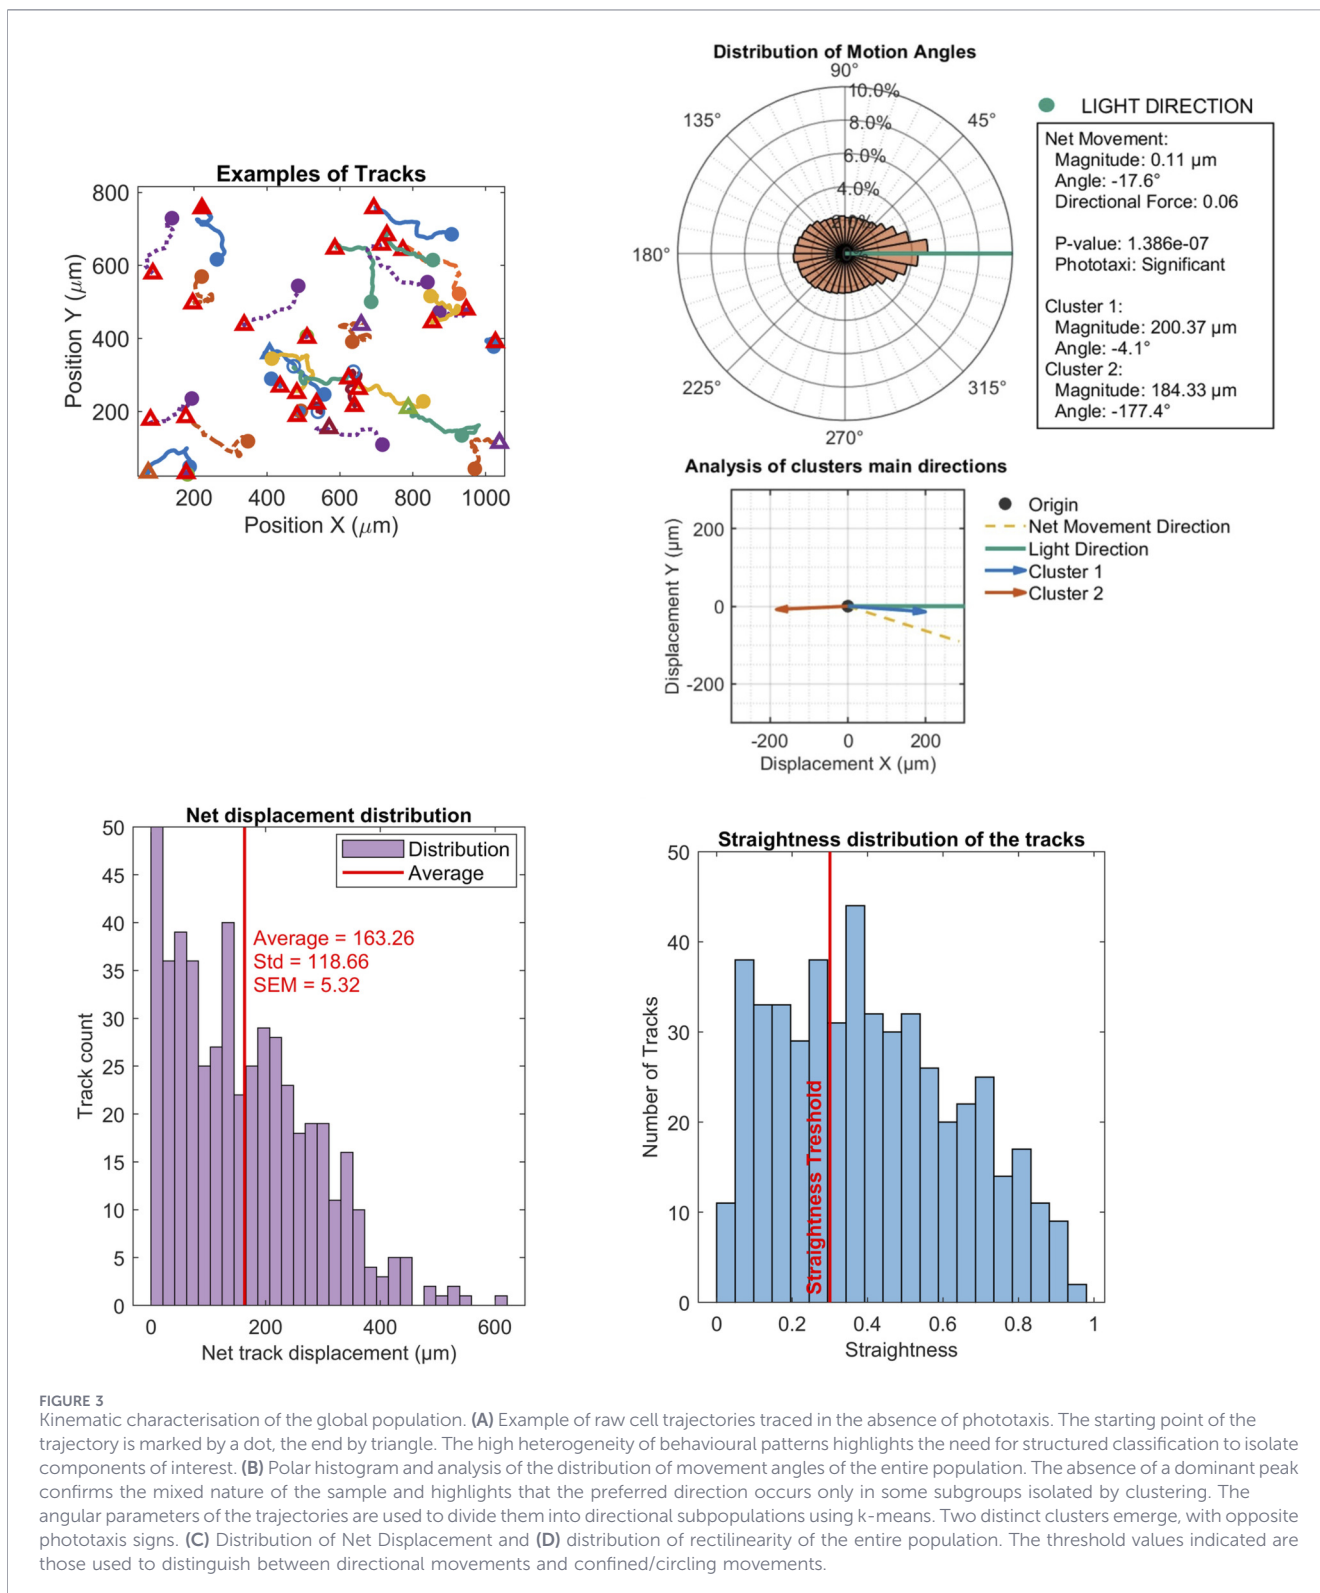 Examples of Tracks
800
600
400
200
Position Y (μm)
200
400
600
800
1000
Position X (μm)
Distribution of Motion Angles
90°
10.0%
8.0%
6.0%
4.0%
135°
45°
180°
225°
315°
270°
LIGHT DIRECTION
Net Movement:
Magnitude: 0.11 μm
Angle: -17.6°
Directional Force: 0.06
P-value: 1.386e-07
Phototaxi: Significant
Cluster 1:
Magnitude: 200.37 μm
Angle: -4.1°
Cluster 2:
Magnitude: 184.33 μm
Angle: -177.4°
Analysis of clusters main directions
200
0
-200
Displacement Y (μm)
-200
0
200
Displacement X (μm)
Origin
Net Movement Direction
Light Direction
Cluster 1
Cluster 2
Net displacement distribution
50
45
40
35
30
25
20
15
10
5
0
Track count
Distribution
Average
Average = 163.26
Std = 118.66
SEM = 5.32
0
200
400
600
Net track displacement (μm)
Straightness distribution of the tracks
50
40
30
20
10
0
Number of Tracks
Straightness Treshold
0
0.2
0.4
0.6
0.8
1
Straightness
FIGURE 3
Kinematic characterisation of the global population. (A) Example of raw cell trajectories traced in the absence of phototaxis. The starting point of the
trajectory is marked by a dot, the end by triangle. The high heterogeneity of behavioural patterns highlights the need for structured classification to isolate
components of interest. (B) Polar histogram and analysis of the distribution of movement angles of the entire population. The absence of a dominant peak
confirms the mixed nature of the sample and highlights that the preferred direction occurs only in some subgroups isolated by clustering. The
angular parameters of the trajectories are used to divide them into directional subpopulations using k-means. Two distinct clusters emerge, with opposite
phototaxis signs. (C) Distribution of Net Displacement and (D) distribution of rectilinearity of the entire population. The threshold values indicated are
those used to distinguish between directional movements and confined/circling movements.